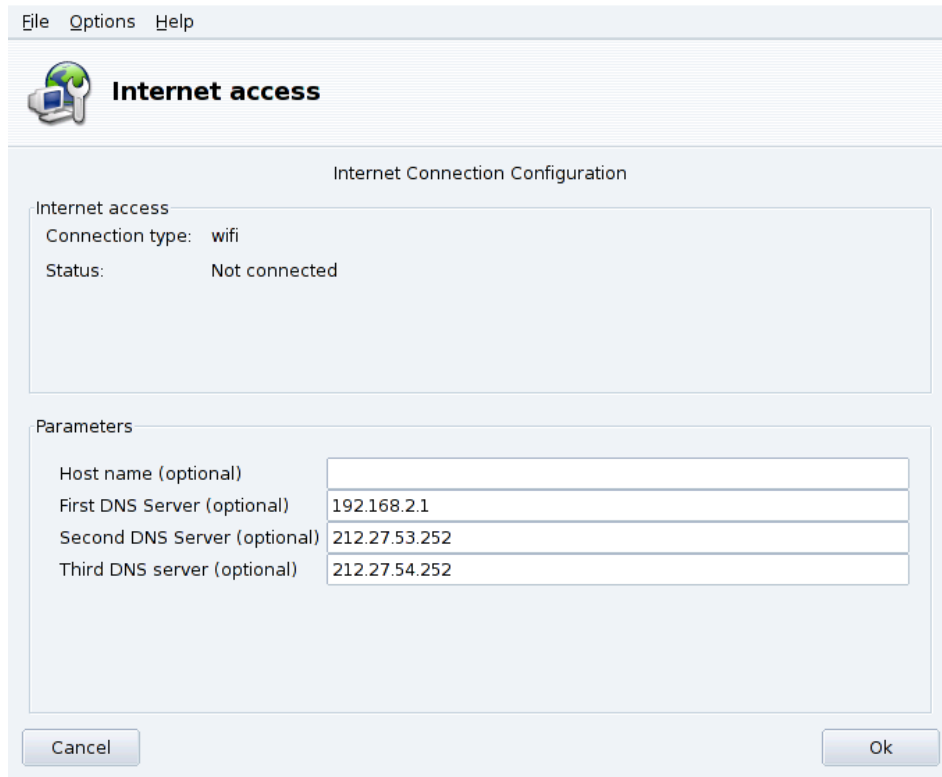 File Options Help
Internet access
Internet Connection Configuration
Internet access
Connection type: wifi
Status: Not connected
Parameters
Host name (optional)
First DNS Server (optional) 192.168.2.1
Second DNS Server (optional) 212.27.53.252
Third DNS server (optional) 212.27.54.252
Cancel Ok